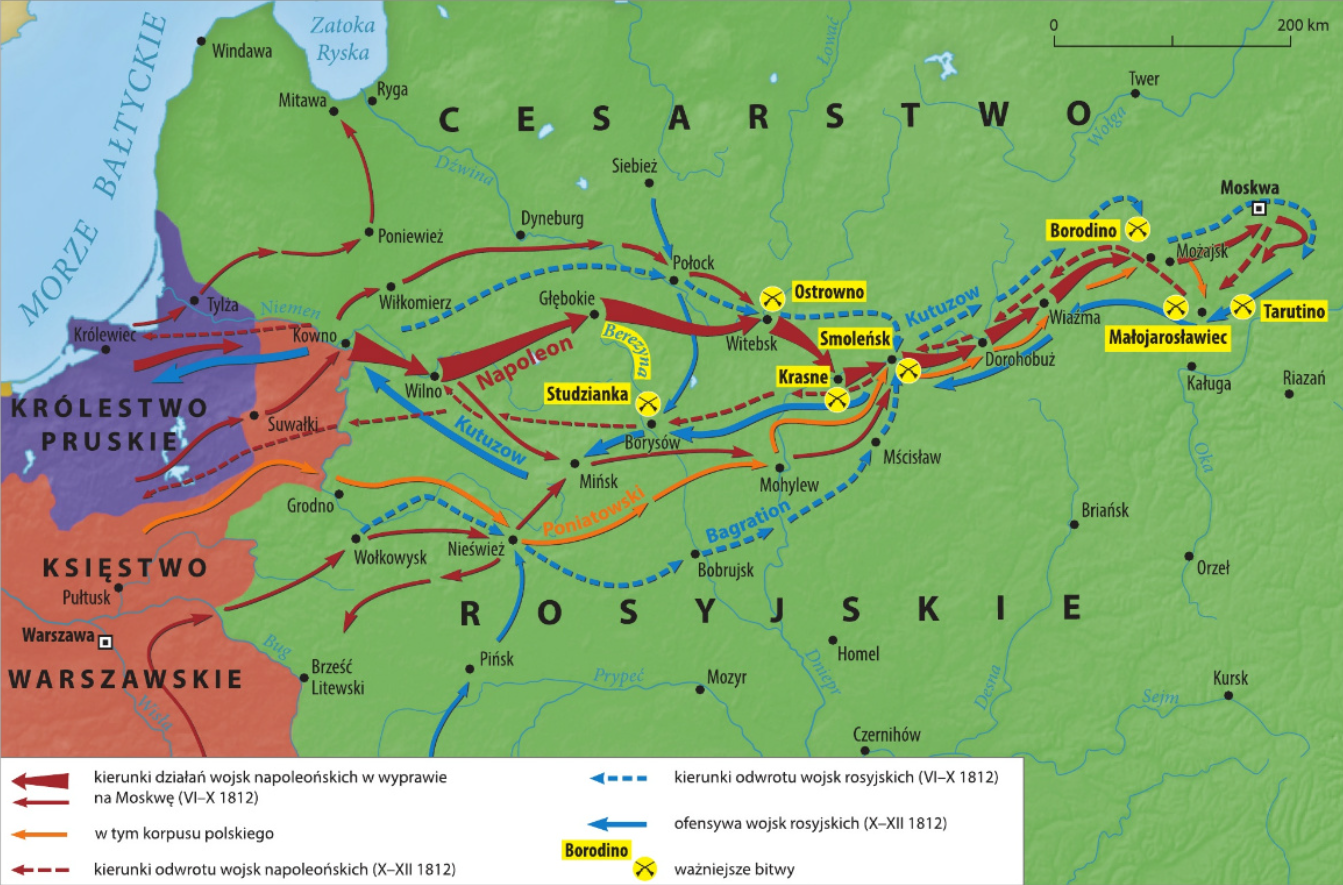 Zatoka
Ryska
0
200 km
Windawa
MORZE BAŁTYCKIE
Mitawa
Ryga
CESARSTWO
Łować
Twer
Wołga
Dźwina
Siebież
Dyneburg
Moskwa
Borodino
Możajsk
Poniewież
Połock
Tylża
Niemen
Wiłkomierz
Głębokie
Ostrowno
Kutuzow
Wiaźma
Tarutino
Małojarosławiec
Królewiec
Kowno
Berezyna
Witebsk
Smoleńsk
Dorohobuż
Napoleon
Krasne
Wilno
Studzianka
Kaługa
Riazań
KRÓLESTWO
PRUSKIE
Suwałki
Kutuzow
Borysów
Mińsk
Mohylew
Mścisław
Oka
Grodno
Poniatowski
Bagration
Briańsk
Wołkowysk
Nieśwież
Bobrujsk
Orzeł
KSIĘSTWO
Pułtusk
ROSYJSKIE
Warszawa
Bug
WARSZAWSKIE
Wisła
Brześć
Litewski
Pińsk
Prypeć
Mozyr
Dniepr
Homel
Desna
Sejm
Kursk
Czernihów
kierunki działań wojsk napoleońskich w wyprawie
na Moskwę (VI–X 1812)
w tym korpusu polskiego
kierunki odwrotu wojsk napoleońskich (X–XII 1812)
kierunki odwrotu wojsk rosyjskich (VI–X 1812)
ofensywa wojsk rosyjskich (X–XII 1812)
Borodino
ważniejsze bitwy